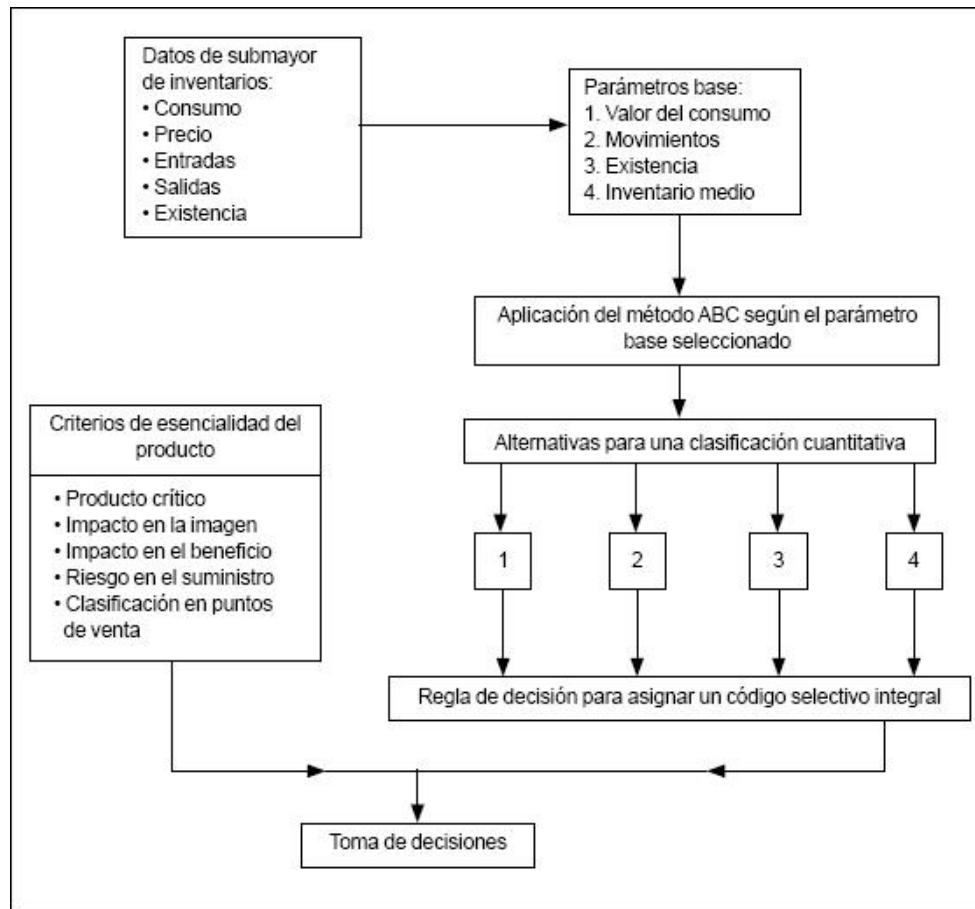 Datos de submayor
de inventarios:
• Consumo
• Precio
• Entradas
• Salidas
• Existencia
Parámetros base:
1. Valor del consumo
2. Movimientos
3. Existencia
4. Inventario medio
Aplicación del método ABC según el parámetro
base seleccionado
Criterios de esencialidad del
producto
• Producto crítico
• Impacto en la imagen
• Impacto en el beneficio
• Riesgo en el suministro
• Clasificación en puntos
de venta
Alternativas para una clasificación cuantitativa
1
2
3
4
Regla de decisión para asignar un código selectivo integral
Toma de decisiones